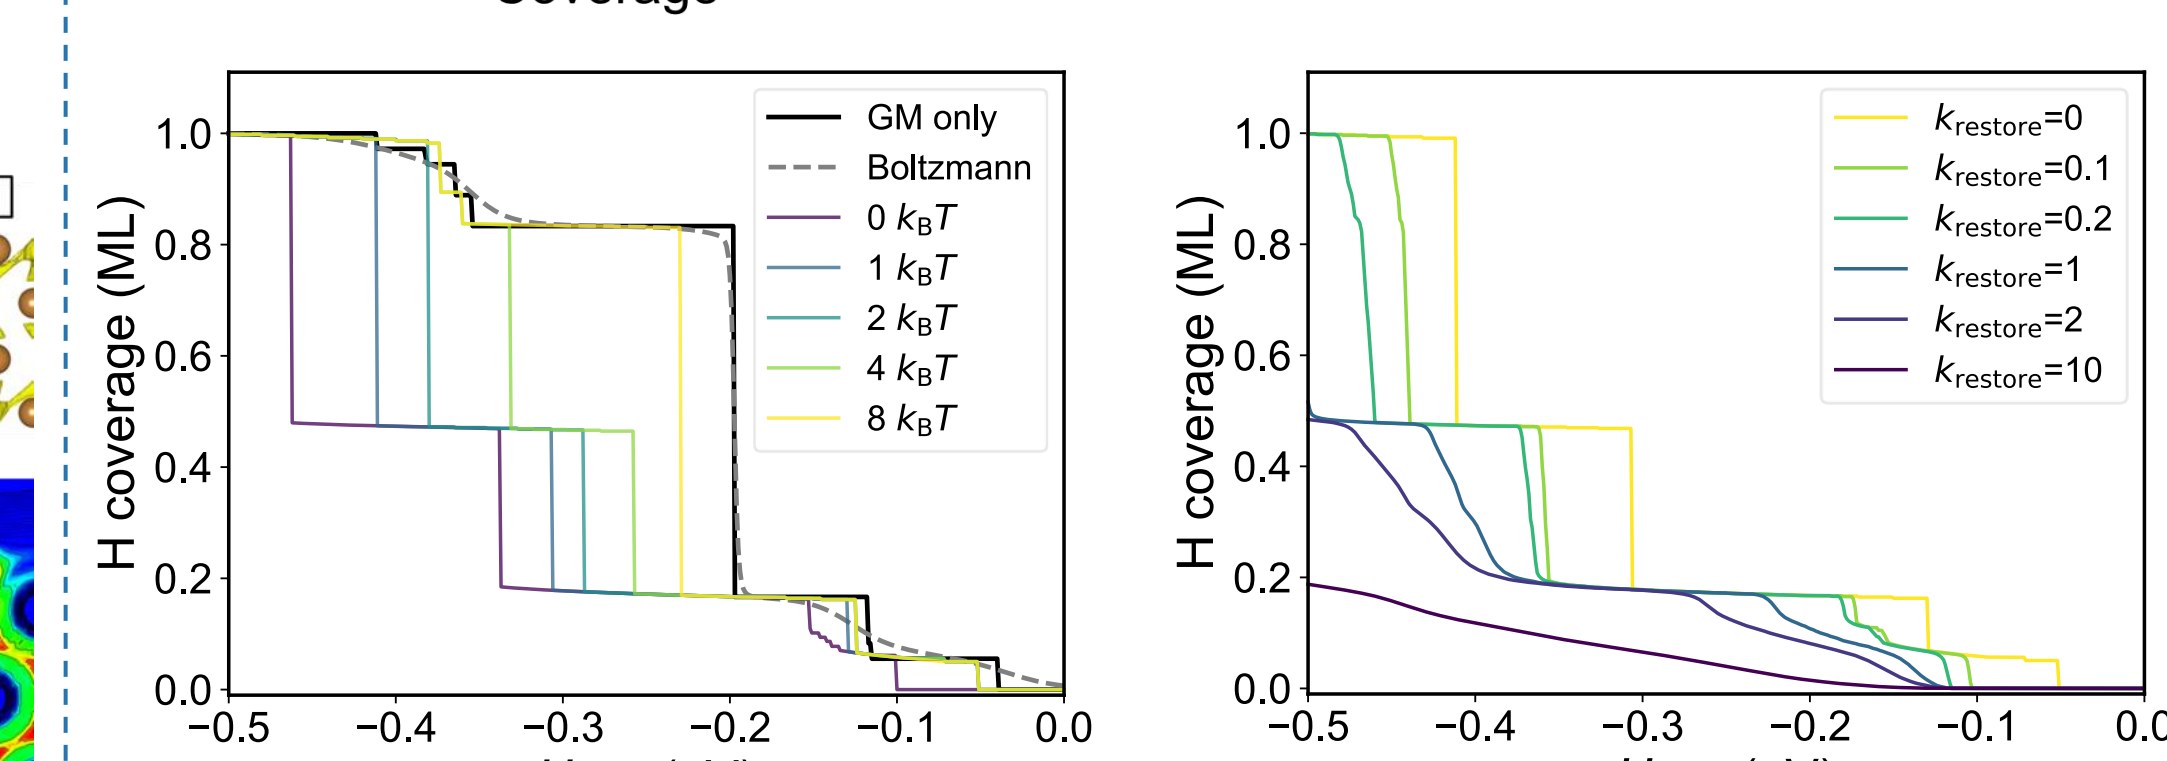 Coverage
H coverage (ML)
1.0
0.8
0.6
0.4
0.2
0.0
−0.5 −0.4 −0.3 −0.2 −0.1 0.0
GM only
Boltzmann
0 kBT
1 kBT
2 kBT
4 kBT
8 kBT
H coverage (ML)
1.0
0.8
0.6
0.4
0.2
0.0
−0.5 −0.4 −0.3 −0.2 −0.1 0.0
krestore=0
krestore=0.1
krestore=0.2
krestore=1
krestore=2
krestore=10